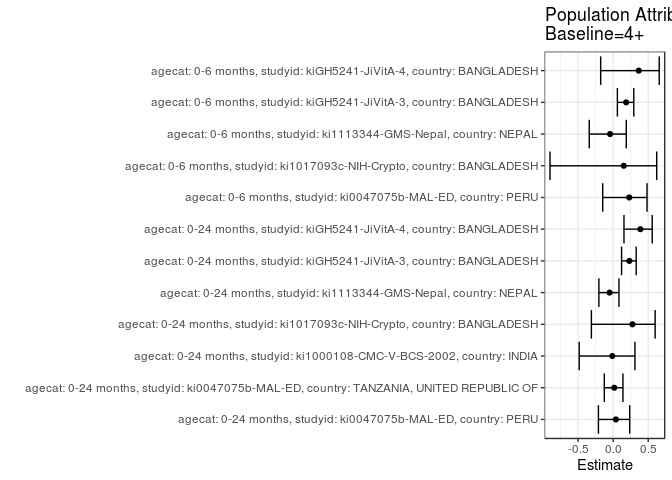 Population Attrib
Baseline=4+
agecat: 0-6 months, studyid: kiGH5241-JiVitA-4, country: BANGLADESH
agecat: 0-6 months, studyid: kiGH5241-JiVitA-3, country: BANGLADESH
agecat: 0-6 months, studyid: ki1113344-GMS-Nepal, country: NEPAL
agecat: 0-6 months, studyid: ki1017093c-NIH-Crypto, country: BANGLADESH
agecat: 0-6 months, studyid: ki0047075b-MAL-ED, country: PERU
agecat: 0-24 months, studyid: kiGH5241-JiVitA-4, country: BANGLADESH
agecat: 0-24 months, studyid: kiGH5241-JiVitA-3, country: BANGLADESH
agecat: 0-24 months, studyid: ki1113344-GMS-Nepal, country: NEPAL
agecat: 0-24 months, studyid: ki1017093c-NIH-Crypto, country: BANGLADESH
agecat: 0-24 months, studyid: ki1000108-CMC-V-BCS-2002, country: INDIA
agecat: 0-24 months, studyid: ki0047075b-MAL-ED, country: TANZANIA, UNITED REPUBLIC OF
agecat: 0-24 months, studyid: ki0047075b-MAL-ED, country: PERU
-0.5 0.0 0.5
Estimate